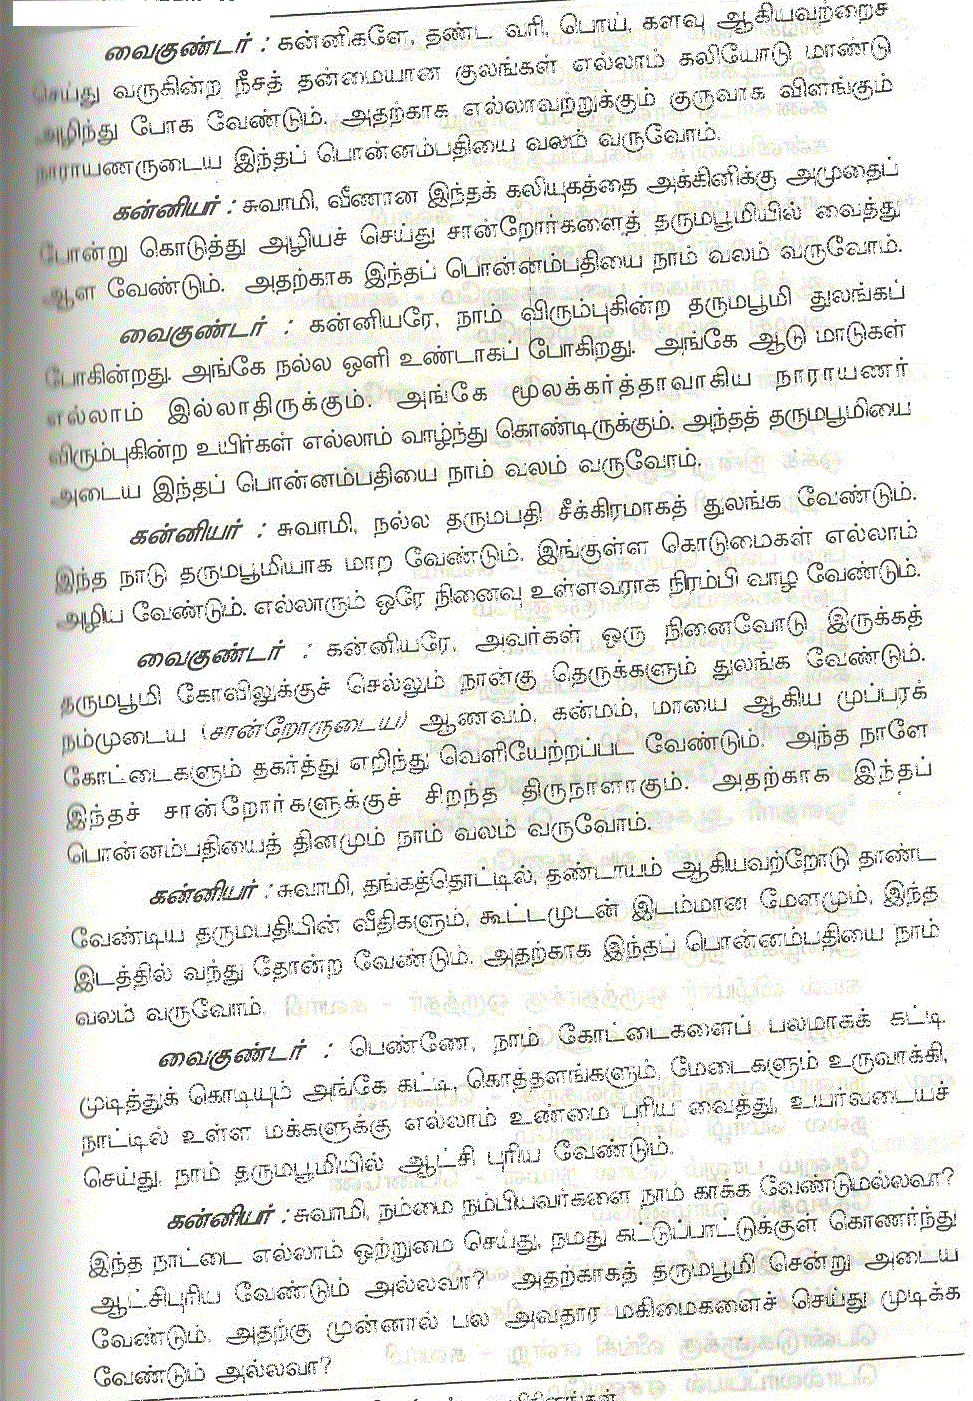 வைகுண்டர் : கன்னிகளே, தண்ட வரி, பொய், களவு ஆகியவற்றைச்
செய்து வருகின்ற நீசத் தன்மையான குலங்கள் எல்லாம் கலியோடு மாண்டு
அழிந்து போக வேண்டும். அதற்காக எல்லாவற்றுக்கும் குருவாக விளங்கும்
நாராயணருடைய இந்தப் பொன்னம்பதியை வலம் வருவோம்.
கன்னியர் : சுவாமி, வீணான இந்தக் கலியுகத்தை அக்கினிக்கு அமுதைப்
போன்று கொடுத்து அழியச் செய்து சான்றோர்களைத் தருமபூமியில் வைத்து
ஆள வேண்டும். அதற்காக இந்தப் பொன்னம்பதியை நாம் வலம் வருவோம்.
வைகுண்டர் : கன்னியரே, நாம் விரும்புகின்ற தருமபூமி துலங்கப்
போகின்றது. அங்கே நல்ல ஒளி உண்டாகப் போகிறது. அங்கே ஆடு மாடுகள்
எல்லாம் இல்லாதிருக்கும். அங்கே மூலக்கர்த்தாவாகிய நாராயணர்
விரும்புகின்ற உயிர்கள் எல்லாம் வாழ்ந்து கொண்டிருக்கும். அந்தத் தருமபூமியை
அடைய இந்தப் பொன்னம்பதியை நாம் வலம் வருவோம்.
கன்னியர் : சுவாமி, நல்ல தருமபதி சீக்கிரமாகத் துலங்க வேண்டும்.
இந்த நாடு தருமபூமியாக மாற வேண்டும். இங்குள்ள கொடுமைகள் எல்லாம்
அழிய வேண்டும். எல்லாரும் ஒரே நினைவு உள்ளவராக நிரம்பி வாழ வேண்டும்.
வைகுண்டர் : கன்னியரே, அவர்கள் ஒரு நினைவோடு இருக்கத்
தருமபூமி கோவிலுக்குச் செல்லும் நான்கு தெருக்களும் துலங்க வேண்டும்.
நம்முடைய (சான்றோருடைய) ஆணவம், கன்மம், மாயை ஆகிய முப்பரக்
கோட்டைகளும் தகர்த்து எறிந்து வெளியேற்றப்பட வேண்டும். அந்த நாளே
இந்தச் சான்றோர்களுக்குச் சிறந்த திருநாளாகும். அதற்காக இந்தப்
பொன்னம்பதியைத் தினமும் நாம் வலம் வருவோம்.
கன்னியர் : சுவாமி, தங்கத்தொட்டில், தண்டாயம் ஆகியவற்றோடு தாண்ட
வேண்டிய தருமபதியின் வீதிகளும், கூட்டமுடன் இடம்மான மேளமும், இந்த
இடத்தில் வந்து தோன்ற வேண்டும். அதற்காக இந்தப் பொன்னம்பதியை நாம்
வலம் வருவோம்.
வைகுண்டர் : பெண்ணே, நாம் கோட்டைகளைப் பலமாகக் கட்டி
முடித்துக் கொடியும் அங்கே கட்டி, கொத்தளங்களும், மேடைகளும் உருவாக்கி,
நாட்டில் உள்ள மக்களுக்கு எல்லாம் உண்மை புரிய வைத்து, உயர்வடையச்
செய்து, நாம் தருமபூமியில் ஆட்சி புரிய வேண்டும்.
கன்னியர் : சுவாமி, நம்மை நம்பியவர்களை நாம் காக்க வேண்டுமல்லவா?
இந்த நாட்டை எல்லாம் ஒற்றுமை செய்து, நமது கட்டுப்பாட்டுக்குள் கொணர்ந்து
ஆட்சிபுரிய வேண்டும் அல்லவா? அதற்காகத் தருமபூமி சென்று அடைய
வேண்டும். அதற்கு முன்னால் பல அவதார மகிமைகளைச் செய்து முடிக்க
வேண்டும் அல்லவா?